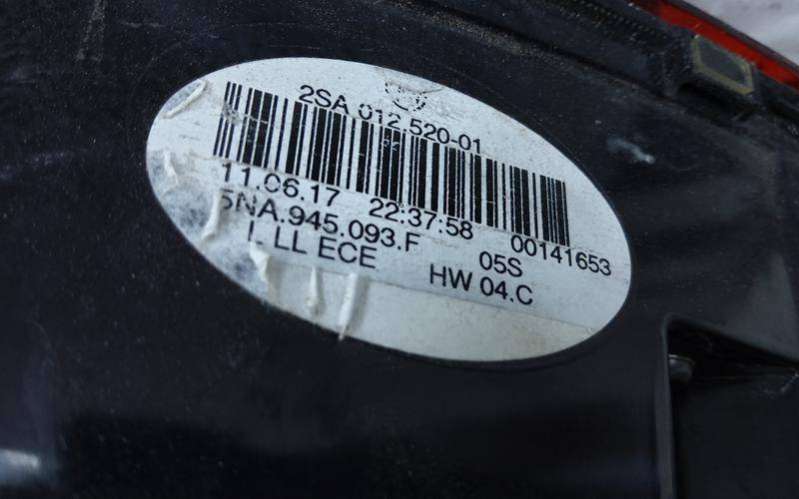 2SA 012.520-01
11.06.17 22:37:58 00141653
5NA.945.093.F 05S
L LL ECE HW 04.C